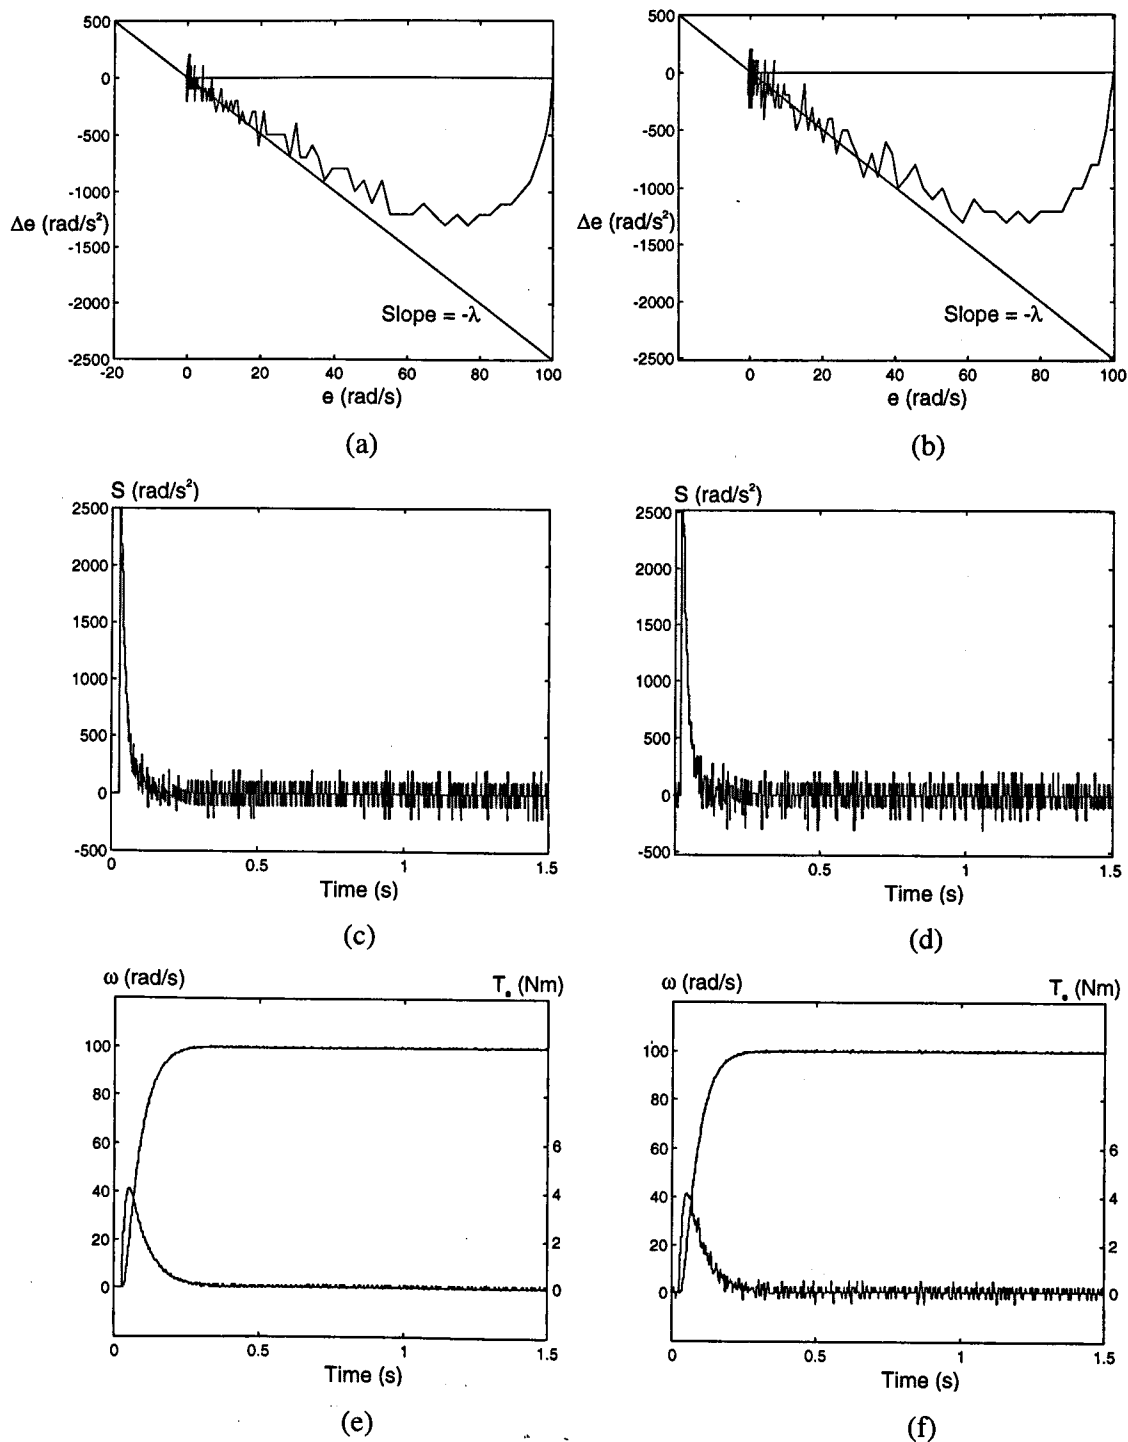 500
0
-500
-1000
Δe (rad/s²)
-1500
-2000
-2500
Slope = -λ
-20 0 20 40 60 80 100
e (rad/s)
(a)
500
0
-500
-1000
Δe (rad/s²)
-1500
-2000
-2500
Slope = -λ
0 20 40 60 80 100
e (rad/s)
(b)
S (rad/s²)
2500
2000
1500
1000
500
0
-500
0 0.5 1 1.5
Time (s)
(c)
S (rad/s²)
2500
2000
1500
1000
500
0
-500
0.5 1 1.5
Time (s)
(d)
ω (rad/s)
Tₑ (Nm)
100
80
60
40
20
0
6
4
2
0
0 0.5 1 1.5
Time (s)
(e)
ω (rad/s)
Tₑ (Nm)
100
80
60
40
20
0
6
4
2
0
0 0.5 1 1.5
Time (s)
(f)